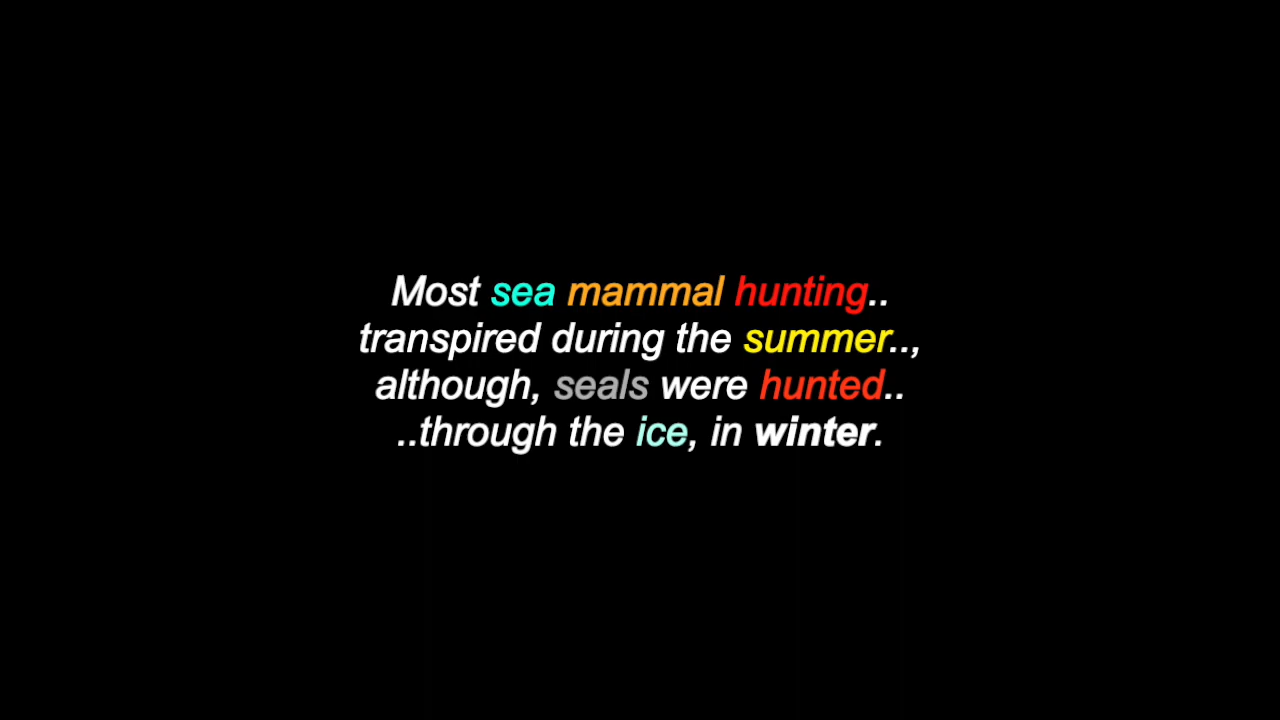 Most sea mammal hunting..
transpired during the summer..,
although, seals were hunted..
..through the ice, in winter.